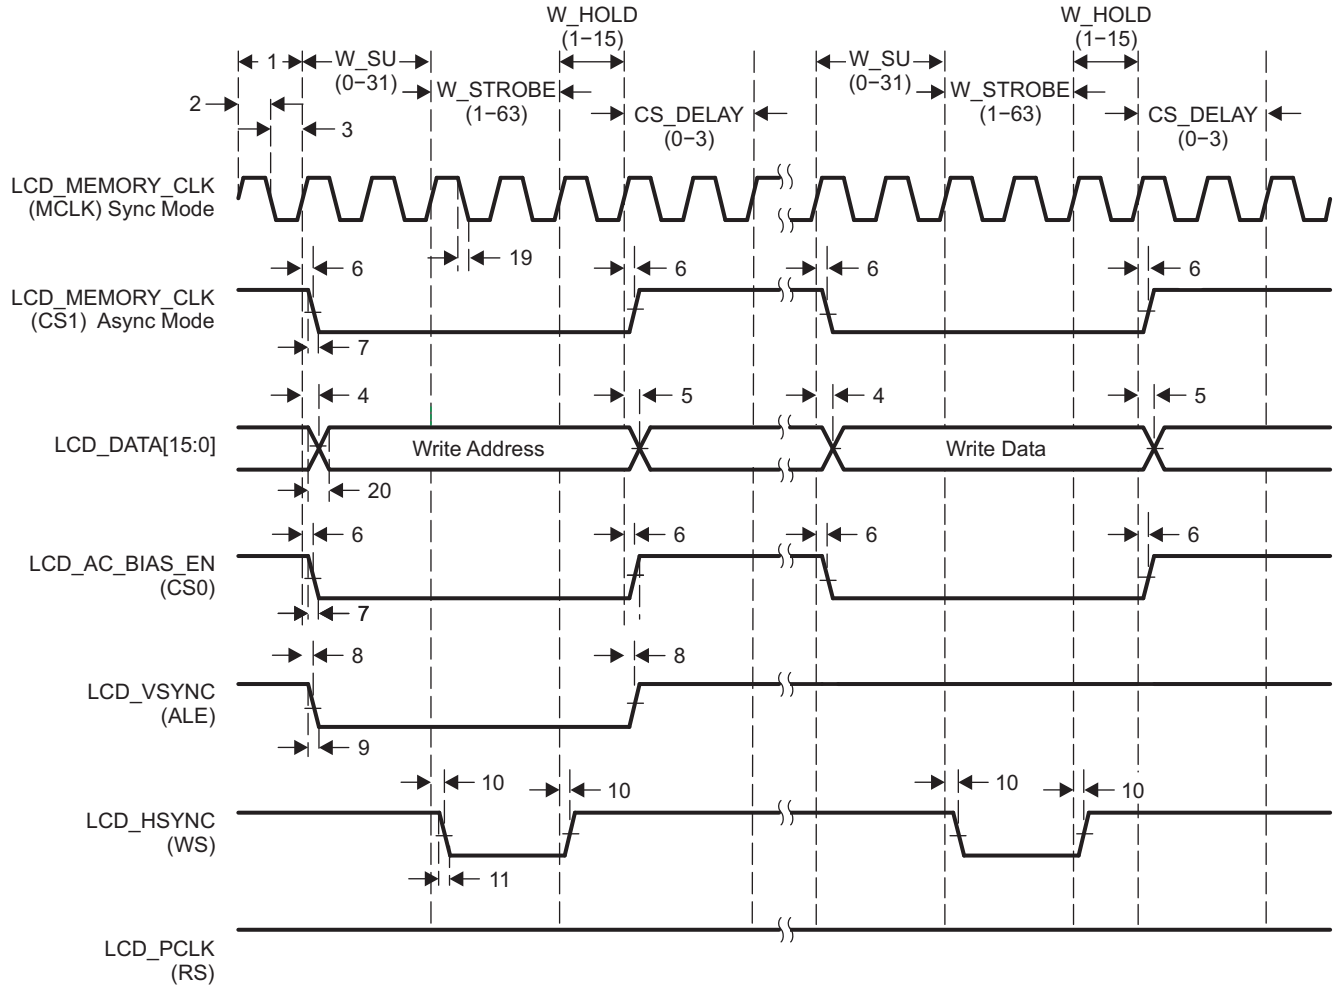 W_HOLD
(1−15)
W_HOLD
(1−15)
1
W_SU
(0−31)
W_SU
(0−31)
2
W_STROBE
(1−63)
W_STROBE
(1−63)
3
CS_DELAY
(0−3)
CS_DELAY
(0−3)
LCD_MEMORY_CLK
(MCLK) Sync Mode
19
6
6
6
6
LCD_MEMORY_CLK
(CS1) Async Mode
7
4
5
4
5
LCD_DATA[15:0]
Write Address
Write Data
20
6
6
6
6
LCD_AC_BIAS_EN
(CS0)
7
8
8
LCD_VSYNC
(ALE)
9
10
10
10
10
LCD_HSYNC
(WS)
11
LCD_PCLK
(RS)